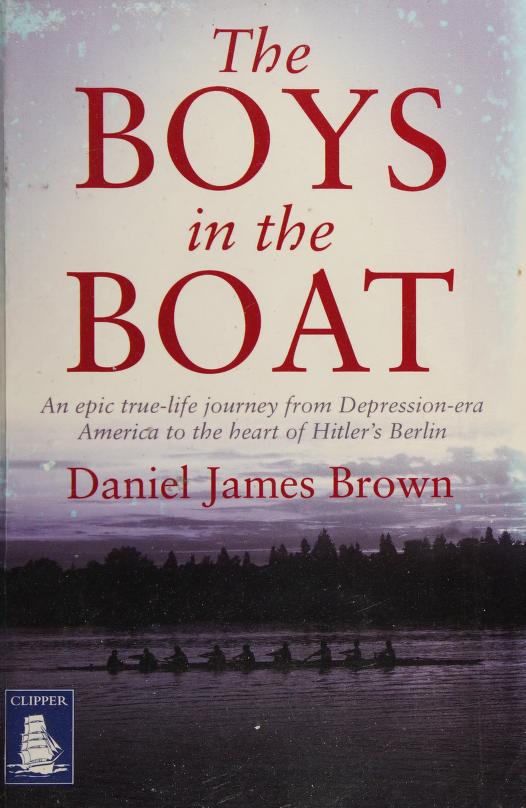 The
BOYS
in the
BOAT
An epic true-life journey from Depression-era
America to the heart of Hitler's Berlin
Daniel James Brown
CLIPPER